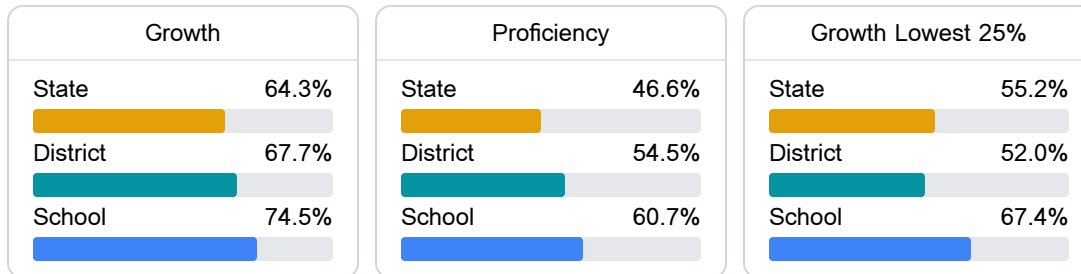 Growth
State 64.3%
District 67.7%
School 74.5%
Proficiency
State 46.6%
District 54.5%
School 60.7%
Growth Lowest 25%
State 55.2%
District 52.0%
School 67.4%